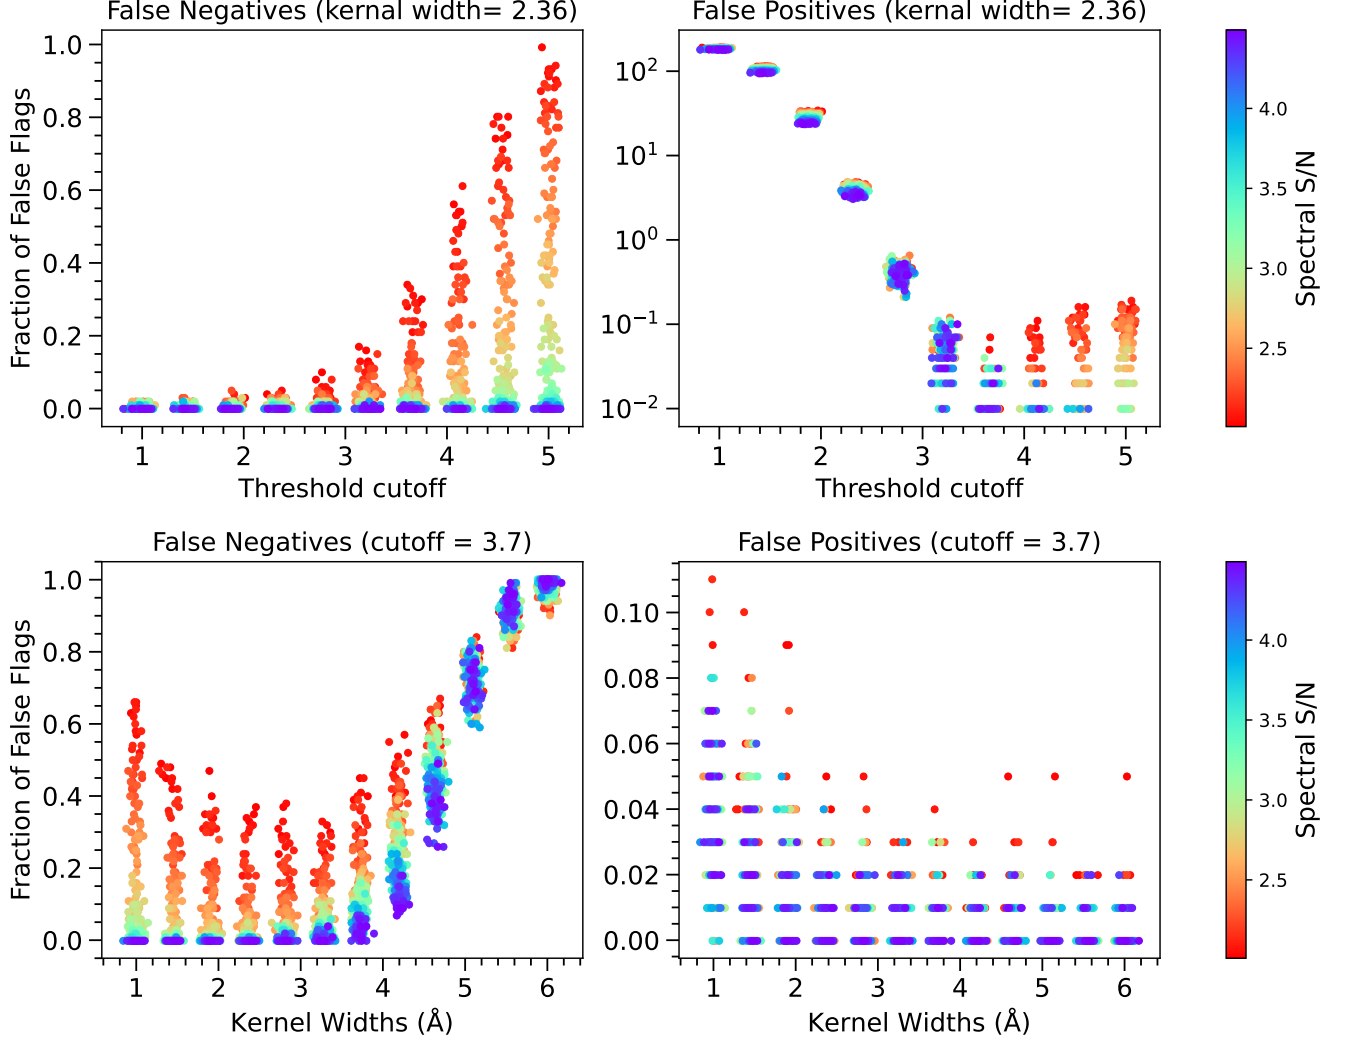 False Negatives (kernal width= 2.36)
False Positives (kernal width= 2.36)
Fraction of False Flags
1.0
0.8
0.6
0.4
0.2
0.0
1 2 3 4 5
Threshold cutoff
10²
10¹
10⁰
10⁻¹
10⁻²
1 2 3 4 5
Threshold cutoff
4.0
3.5
3.0
2.5
Spectral S/N
False Negatives (cutoff = 3.7)
False Positives (cutoff = 3.7)
Fraction of False Flags
1.0
0.8
0.6
0.4
0.2
0.0
1 2 3 4 5 6
Kernel Widths (Å)
0.10
0.08
0.06
0.04
0.02
0.00
1 2 3 4 5 6
Kernel Widths (Å)
4.0
3.5
3.0
2.5
Spectral S/N